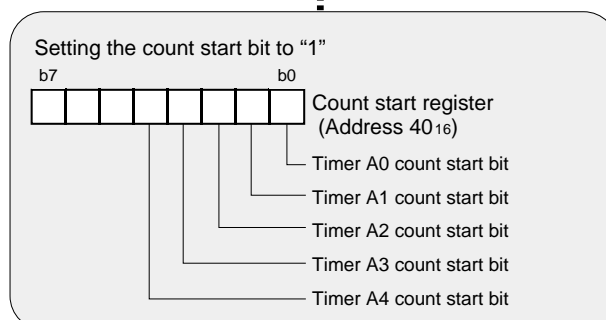 Setting the count start bit to “1”
b7 b0
Count start register
(Address 4016)
Timer A0 count start bit
Timer A1 count start bit
Timer A2 count start bit
Timer A3 count start bit
Timer A4 count start bit